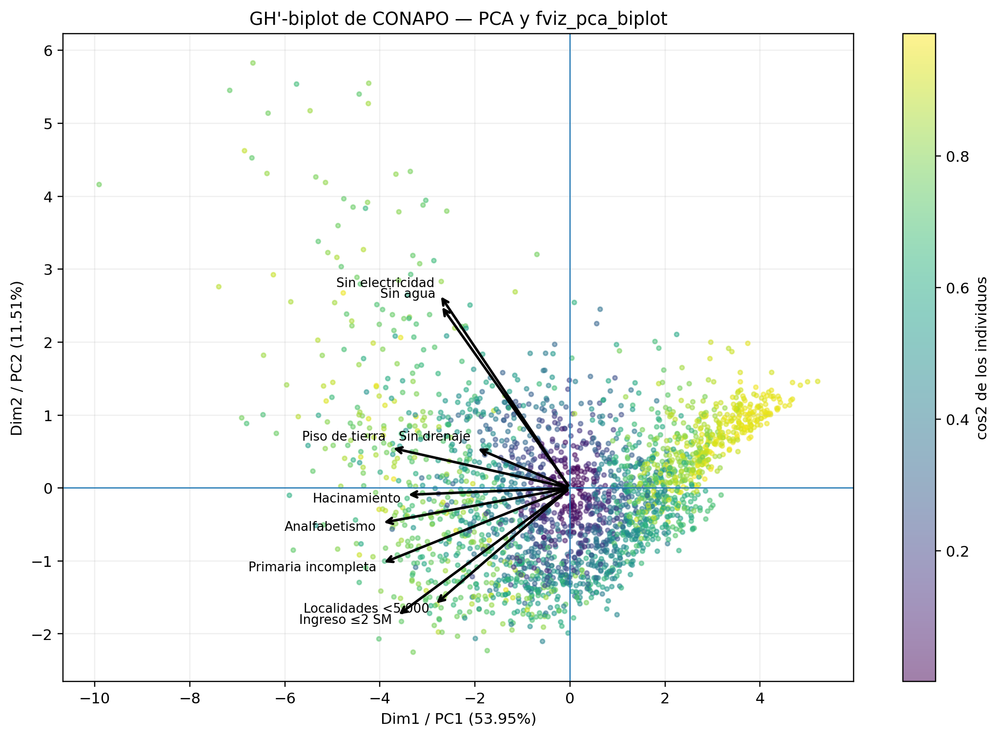 GH'-biplot de CONAPO — PCA y fviz_pca_biplot
6
5
4
3
2
1
0
−1
−2
Dim2 / PC2 (11.51%)
Sin electricidad
Sin agua
Piso de tierra
Sin drenaje
Hacinamiento
Analfabetismo
Primaria incompleta
Localidades <5,000
Ingreso ≤2 SM
−10
−8
−6
−4
−2
0
2
4
Dim1 / PC1 (53.95%)
0.8
0.6
0.4
0.2
cos2 de los individuos